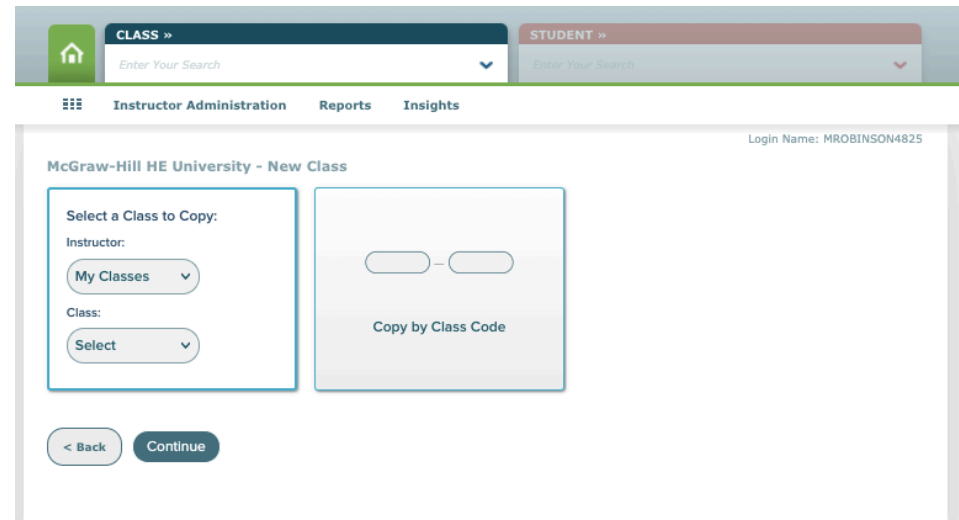 CLASS »
STUDENT »
Enter Your Search
Enter Your Search
Instructor Administration
Reports
Insights
Login Name: MROBINSON4825
McGraw-Hill HE University - New Class
Select a Class to Copy:
Instructor:
My Classes
Class:
Select
–
Copy by Class Code
< Back
Continue